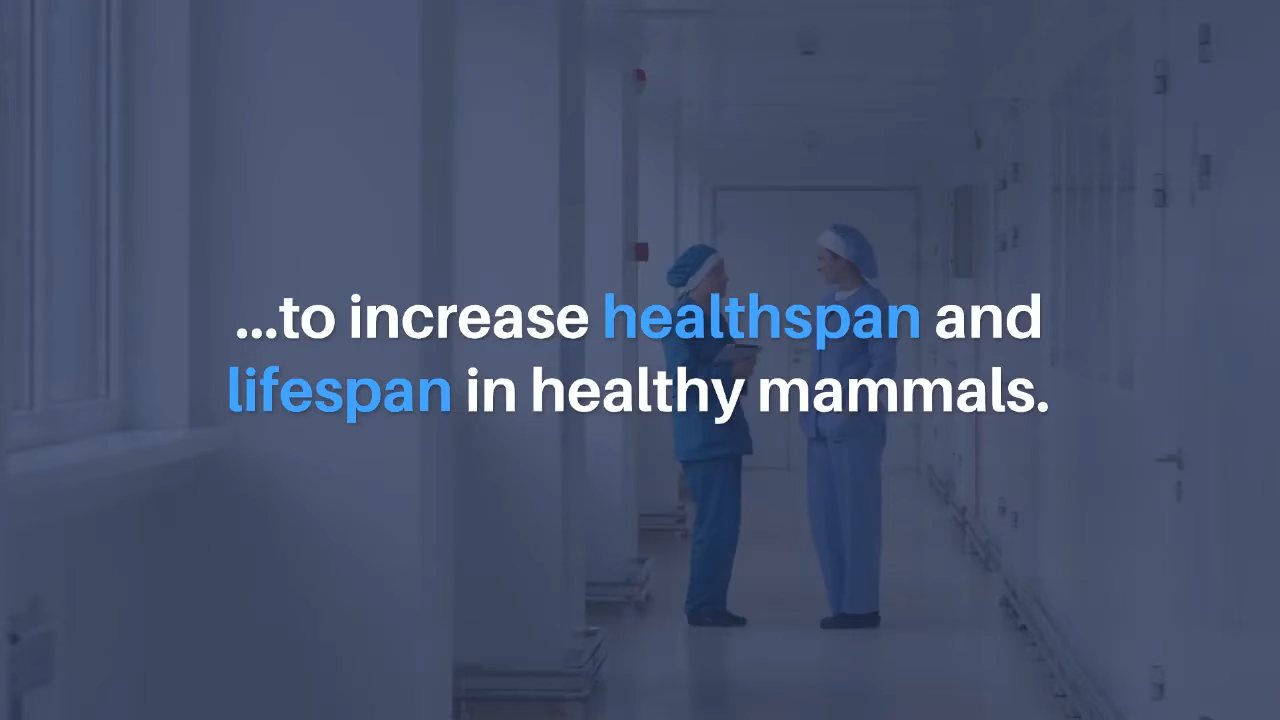 ...to increase healthspan and
lifespan in healthy mammals.